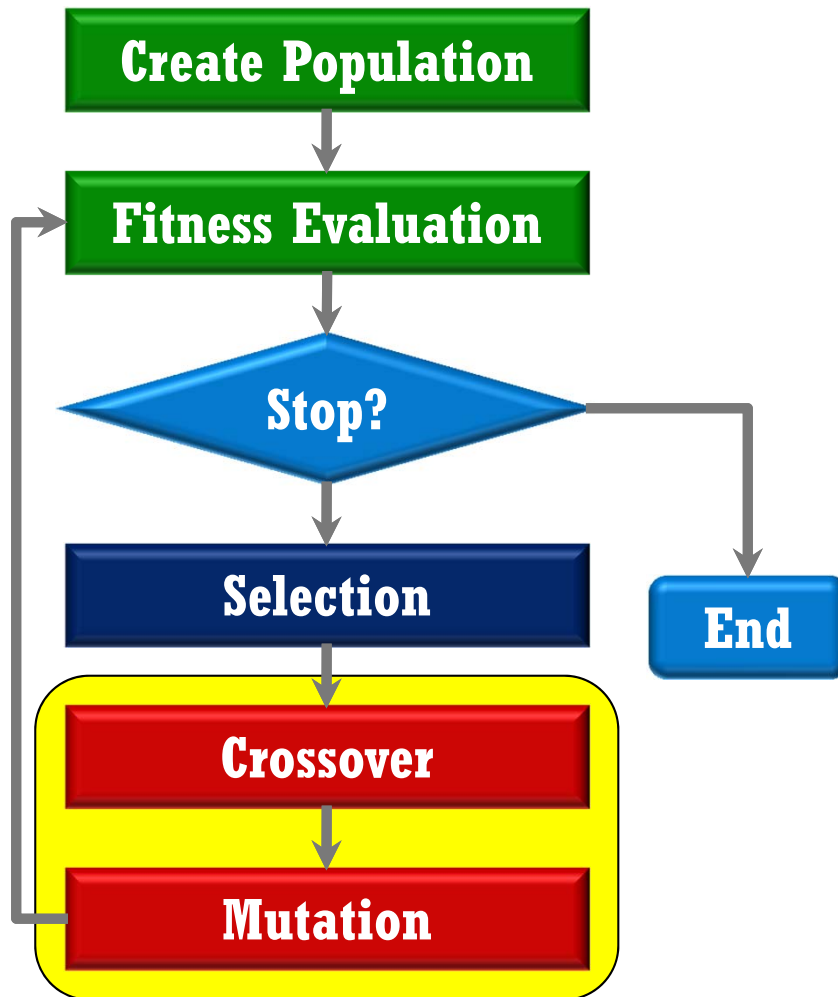 Create Population
Fitness Evaluation
Stop?
Selection
End
Crossover
Mutation